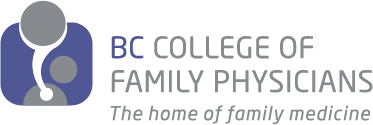 BC COLLEGE OF
FAMILY PHYSICIANS
The home of family medicine